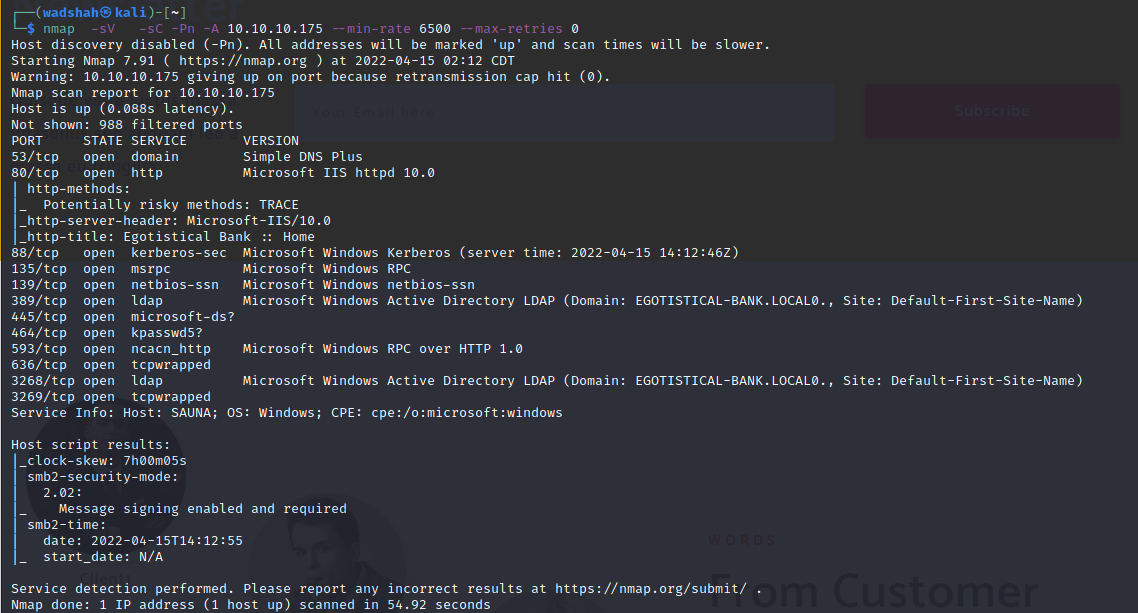 (wadshah㉿kali)-[~]
$ nmap -sV -sC -Pn -A 10.10.10.175 --min-rate 6500 --max-retries 0
Host discovery disabled (-Pn). All addresses will be marked 'up' and scan times will be slower.
Starting Nmap 7.91 ( https://nmap.org ) at 2022-04-15 02:12 CDT
Warning: 10.10.10.175 giving up on port because retransmission cap hit (0).
Nmap scan report for 10.10.10.175
Host is up (0.088s latency).
Your Email here
Subscribe
Not shown: 988 filtered ports
PORT     STATE SERVICE       VERSION
53/tcp   open  domain        Simple DNS Plus
80/tcp   open  http          Microsoft IIS httpd 10.0
| http-methods:
|_  Potentially risky methods: TRACE
|_http-server-header: Microsoft-IIS/10.0
|_http-title: Egotistical Bank :: Home
88/tcp   open  kerberos-sec  Microsoft Windows Kerberos (server time: 2022-04-15 14:12:46Z)
135/tcp  open  msrpc         Microsoft Windows RPC
139/tcp  open  netbios-ssn   Microsoft Windows netbios-ssn
389/tcp  open  ldap          Microsoft Windows Active Directory LDAP (Domain: EGOTISTICAL-BANK.LOCAL0., Site: Default-First-Site-Name)
445/tcp  open  microsoft-ds?
464/tcp  open  kpasswd5?
593/tcp  open  ncacn_http    Microsoft Windows RPC over HTTP 1.0
636/tcp  open  tcpwrapped
3268/tcp open  ldap          Microsoft Windows Active Directory LDAP (Domain: EGOTISTICAL-BANK.LOCAL0., Site: Default-First-Site-Name)
3269/tcp open  tcpwrapped
Service Info: Host: SAUNA; OS: Windows; CPE: cpe:/o:microsoft:windows
Host script results:
|_clock-skew: 7h00m05s
| smb2-security-mode:
|   2.02:
|_    Message signing enabled and required
| smb2-time:
|   date: 2022-04-15T14:12:55
|_  start_date: N/A
WORDS
From Customer
Clients
Service detection performed. Please report any incorrect results at https://nmap.org/submit/ .
Nmap done: 1 IP address (1 host up) scanned in 54.92 seconds